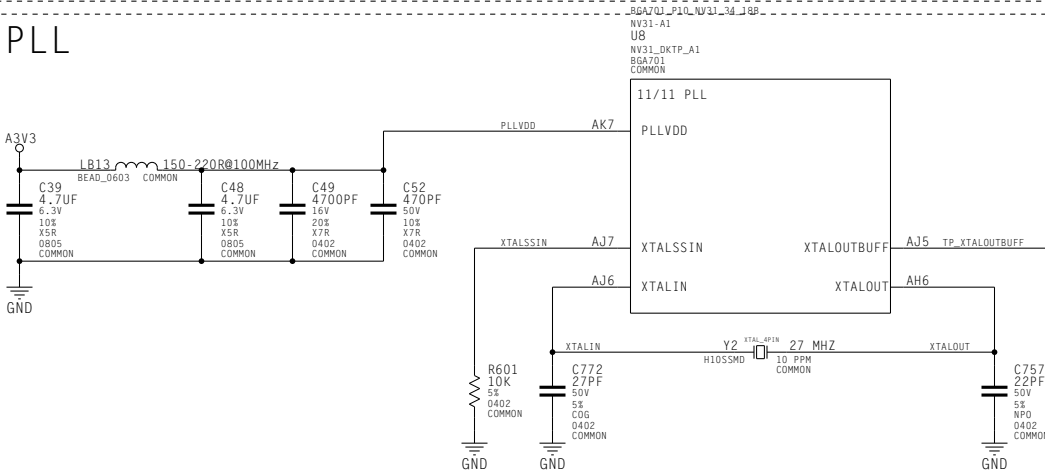 PLL
BGA701_P10_NV31_34_18B
NV31-A1
U8
NV31_DKTP_A1
BGA701
COMMON
11/11 PLL
PLLVDD AK7 PLLVDD
A3V3
LB13 150-220R@100MHz
BEAD_0603 COMMON
C39
4.7UF
6.3V
10%
X5R
0805
COMMON
C48
4.7UF
6.3V
10%
X5R
0805
COMMON
C49
4700PF
16V
20%
X7R
0402
COMMON
C52
470PF
50V
10%
X7R
0402
COMMON
GND
XTALSSIN AJ7 XTALSSIN
XTALOUTBUFF AJ5 TP_XTALOUTBUFF
AJ6 XTALIN
XTALOUT AH6
XTALIN
Y2 XTAL_4PIN 27 MHZ
H10SSMD 10 PPM
COMMON
XTALOUT
R601
10K
5%
0402
COMMON
GND
C772
27PF
50V
5%
COG
0402
COMMON
GND
C757
22PF
50V
5%
NPO
0402
COMMON
GND